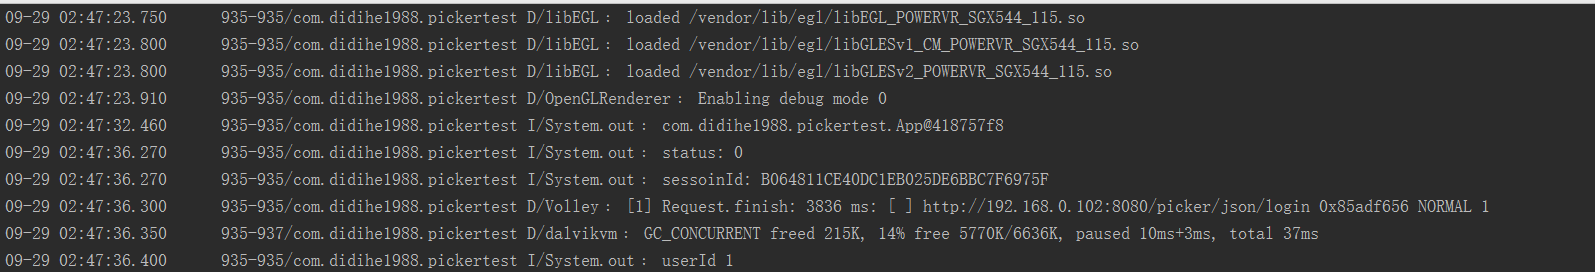 09-29 02:47:23.750 935-935/com.didihe1988.pickertest D/libEGL: loaded /vendor/lib/egl/libEGL_POWERVR_SGX544_115.so
09-29 02:47:23.800 935-935/com.didihe1988.pickertest D/libEGL: loaded /vendor/lib/egl/libGLESv1_CM_POWERVR_SGX544_115.so
09-29 02:47:23.800 935-935/com.didihe1988.pickertest D/libEGL: loaded /vendor/lib/egl/libGLESv2_POWERVR_SGX544_115.so
09-29 02:47:23.910 935-935/com.didihe1988.pickertest D/OpenGLRenderer: Enabling debug mode 0
09-29 02:47:32.460 935-935/com.didihe1988.pickertest I/System.out: com.didihe1988.pickertest.App@418757f8
09-29 02:47:36.270 935-935/com.didihe1988.pickertest I/System.out: status: 0
09-29 02:47:36.270 935-935/com.didihe1988.pickertest I/System.out: sessoinId: B064811CE40DC1EB025DE6BBC7F6975F
09-29 02:47:36.300 935-935/com.didihe1988.pickertest D/Volley: [1] Request.finish: 3836 ms: [ ] http://192.168.0.102:8080/picker/json/login 0x85adf656 NORMAL 1
09-29 02:47:36.350 935-937/com.didihe1988.pickertest D/dalvikvm: GC_CONCURRENT freed 215K, 14% free 5770K/6636K, paused 10ms+3ms, total 37ms
09-29 02:47:36.400 935-935/com.didihe1988.pickertest I/System.out: userId 1